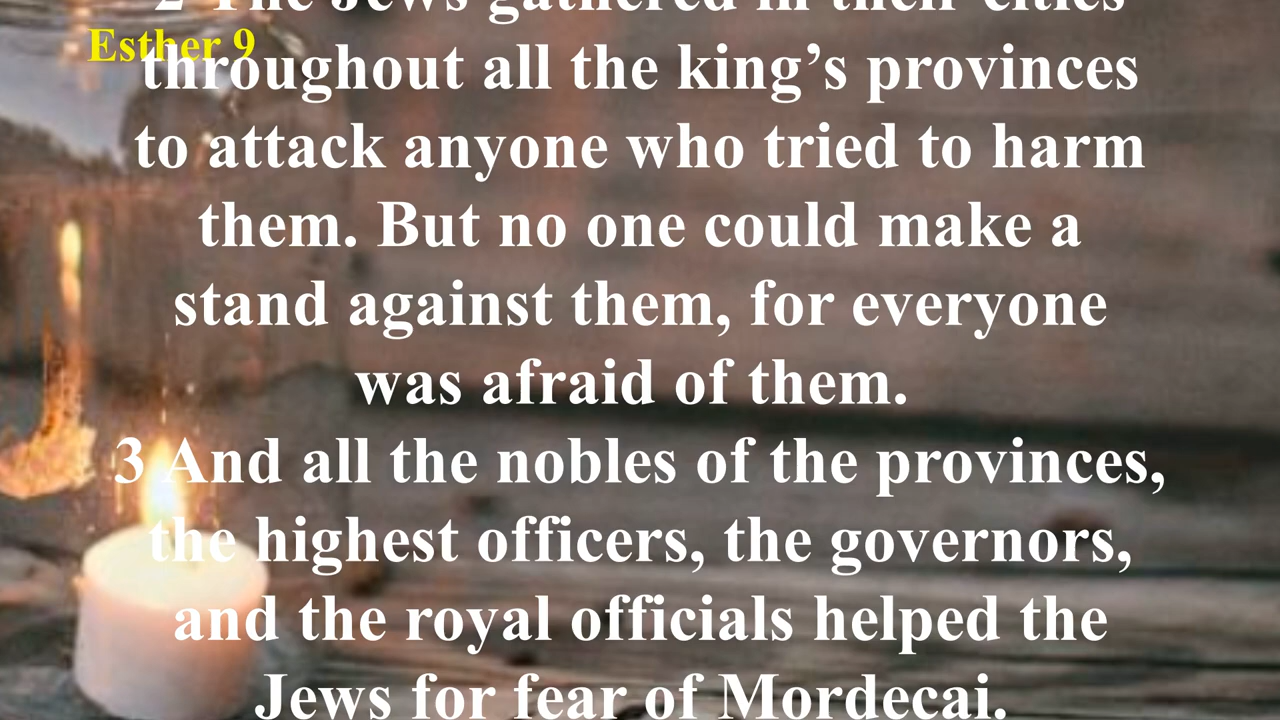 2 The Jews gathered in their cities
Esther 9
throughout all the king’s provinces
to attack anyone who tried to harm
them. But no one could make a
stand against them, for everyone
was afraid of them.
3 And all the nobles of the provinces,
the highest officers, the governors,
and the royal officials helped the
Jews for fear of Mordecai.